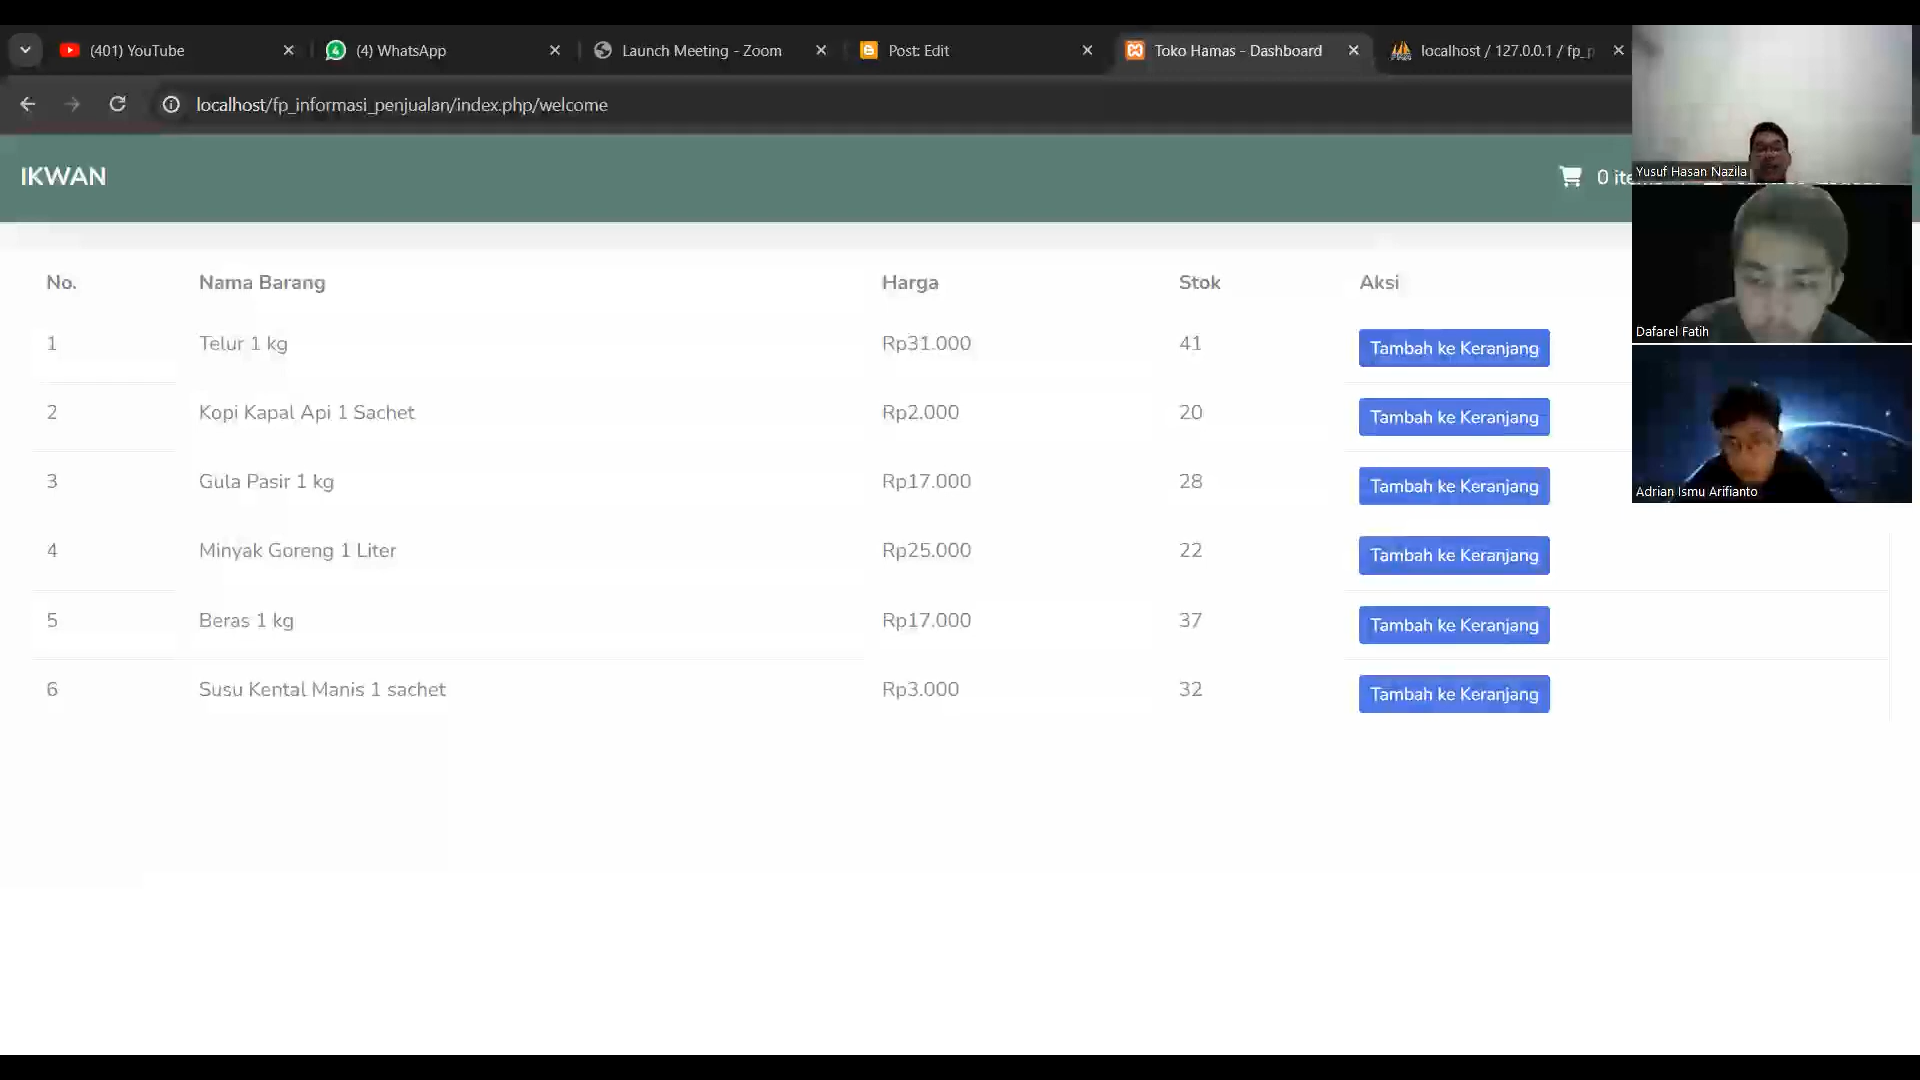 (401) YouTube
(4) WhatsApp
Launch Meeting - Zoom
Post: Edit
Toko Hamas - Dashboard
localhost / 127.0.0.1 / fp_p
localhost/fp_informasi_penjualan/index.php/welcome
IKWAN
0
Yusuf Hasan Nazila
No. Nama Barang Harga Stok Aksi
1 Telur 1 kg Rp31.000 41 Tambah ke Keranjang
Dafarel Fatih
2 Kopi Kapal Api 1 Sachet Rp2.000 20 Tambah ke Keranjang
3 Gula Pasir 1 kg Rp17.000 28 Tambah ke Keranjang
Adrian Ismu Arifianto
4 Minyak Goreng 1 Liter Rp25.000 22 Tambah ke Keranjang
5 Beras 1 kg Rp17.000 37 Tambah ke Keranjang
6 Susu Kental Manis 1 sachet Rp3.000 32 Tambah ke Keranjang